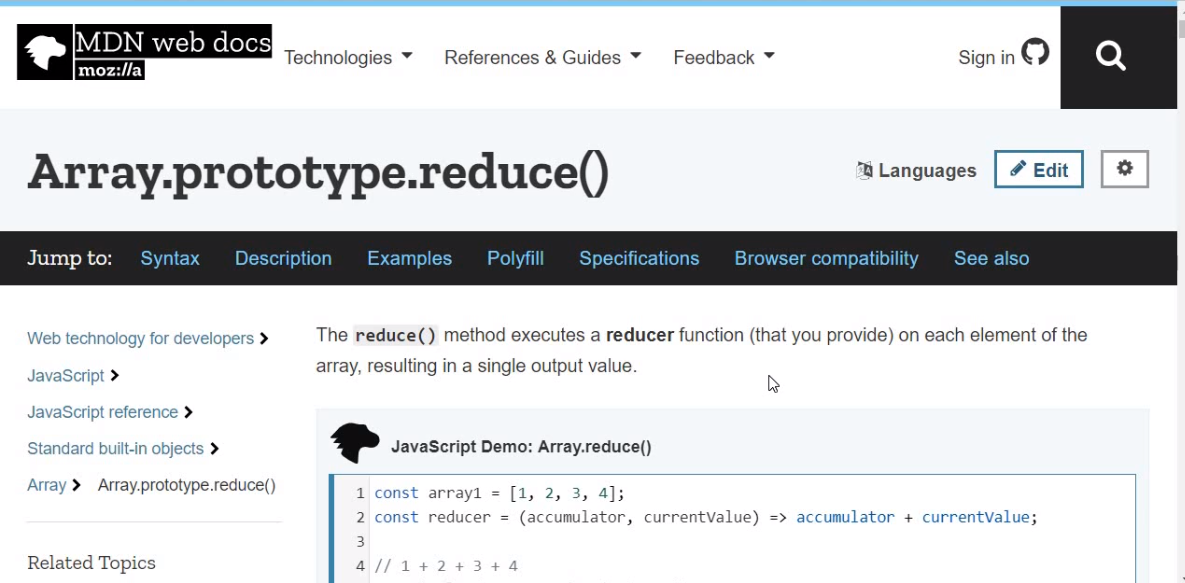 MDN web docs
moz://a
Technologies
References & Guides
Feedback
Sign in
Array.prototype.reduce()
Languages
Edit
Jump to:
Syntax
Description
Examples
Polyfill
Specifications
Browser compatibility
See also
Web technology for developers
JavaScript
JavaScript reference
Standard built-in objects
Array
Array.prototype.reduce()
Related Topics
The reduce() method executes a reducer function (that you provide) on each element of the
array, resulting in a single output value.
JavaScript Demo: Array.reduce()
1 const array1 = [1, 2, 3, 4];
2 const reducer = (accumulator, currentValue) => accumulator + currentValue;
3
4 // 1 + 2 + 3 + 4